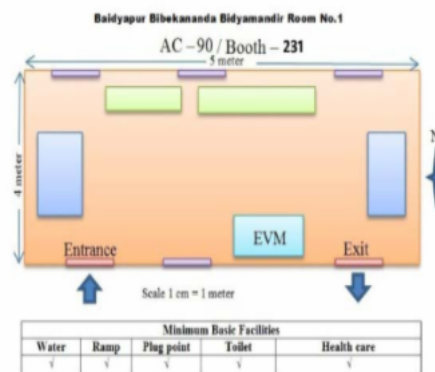 Baidyapur Bibekananda Bidyamandir Room No.1
AC – 90 / Booth – 231
5 meter
4 meter
N
EVM
Entrance
Exit
Scale 1 cm = 1 meter
Minimum Basic Facilities
Water Ramp Plug point Toilet Health care
√ √ √ √ √